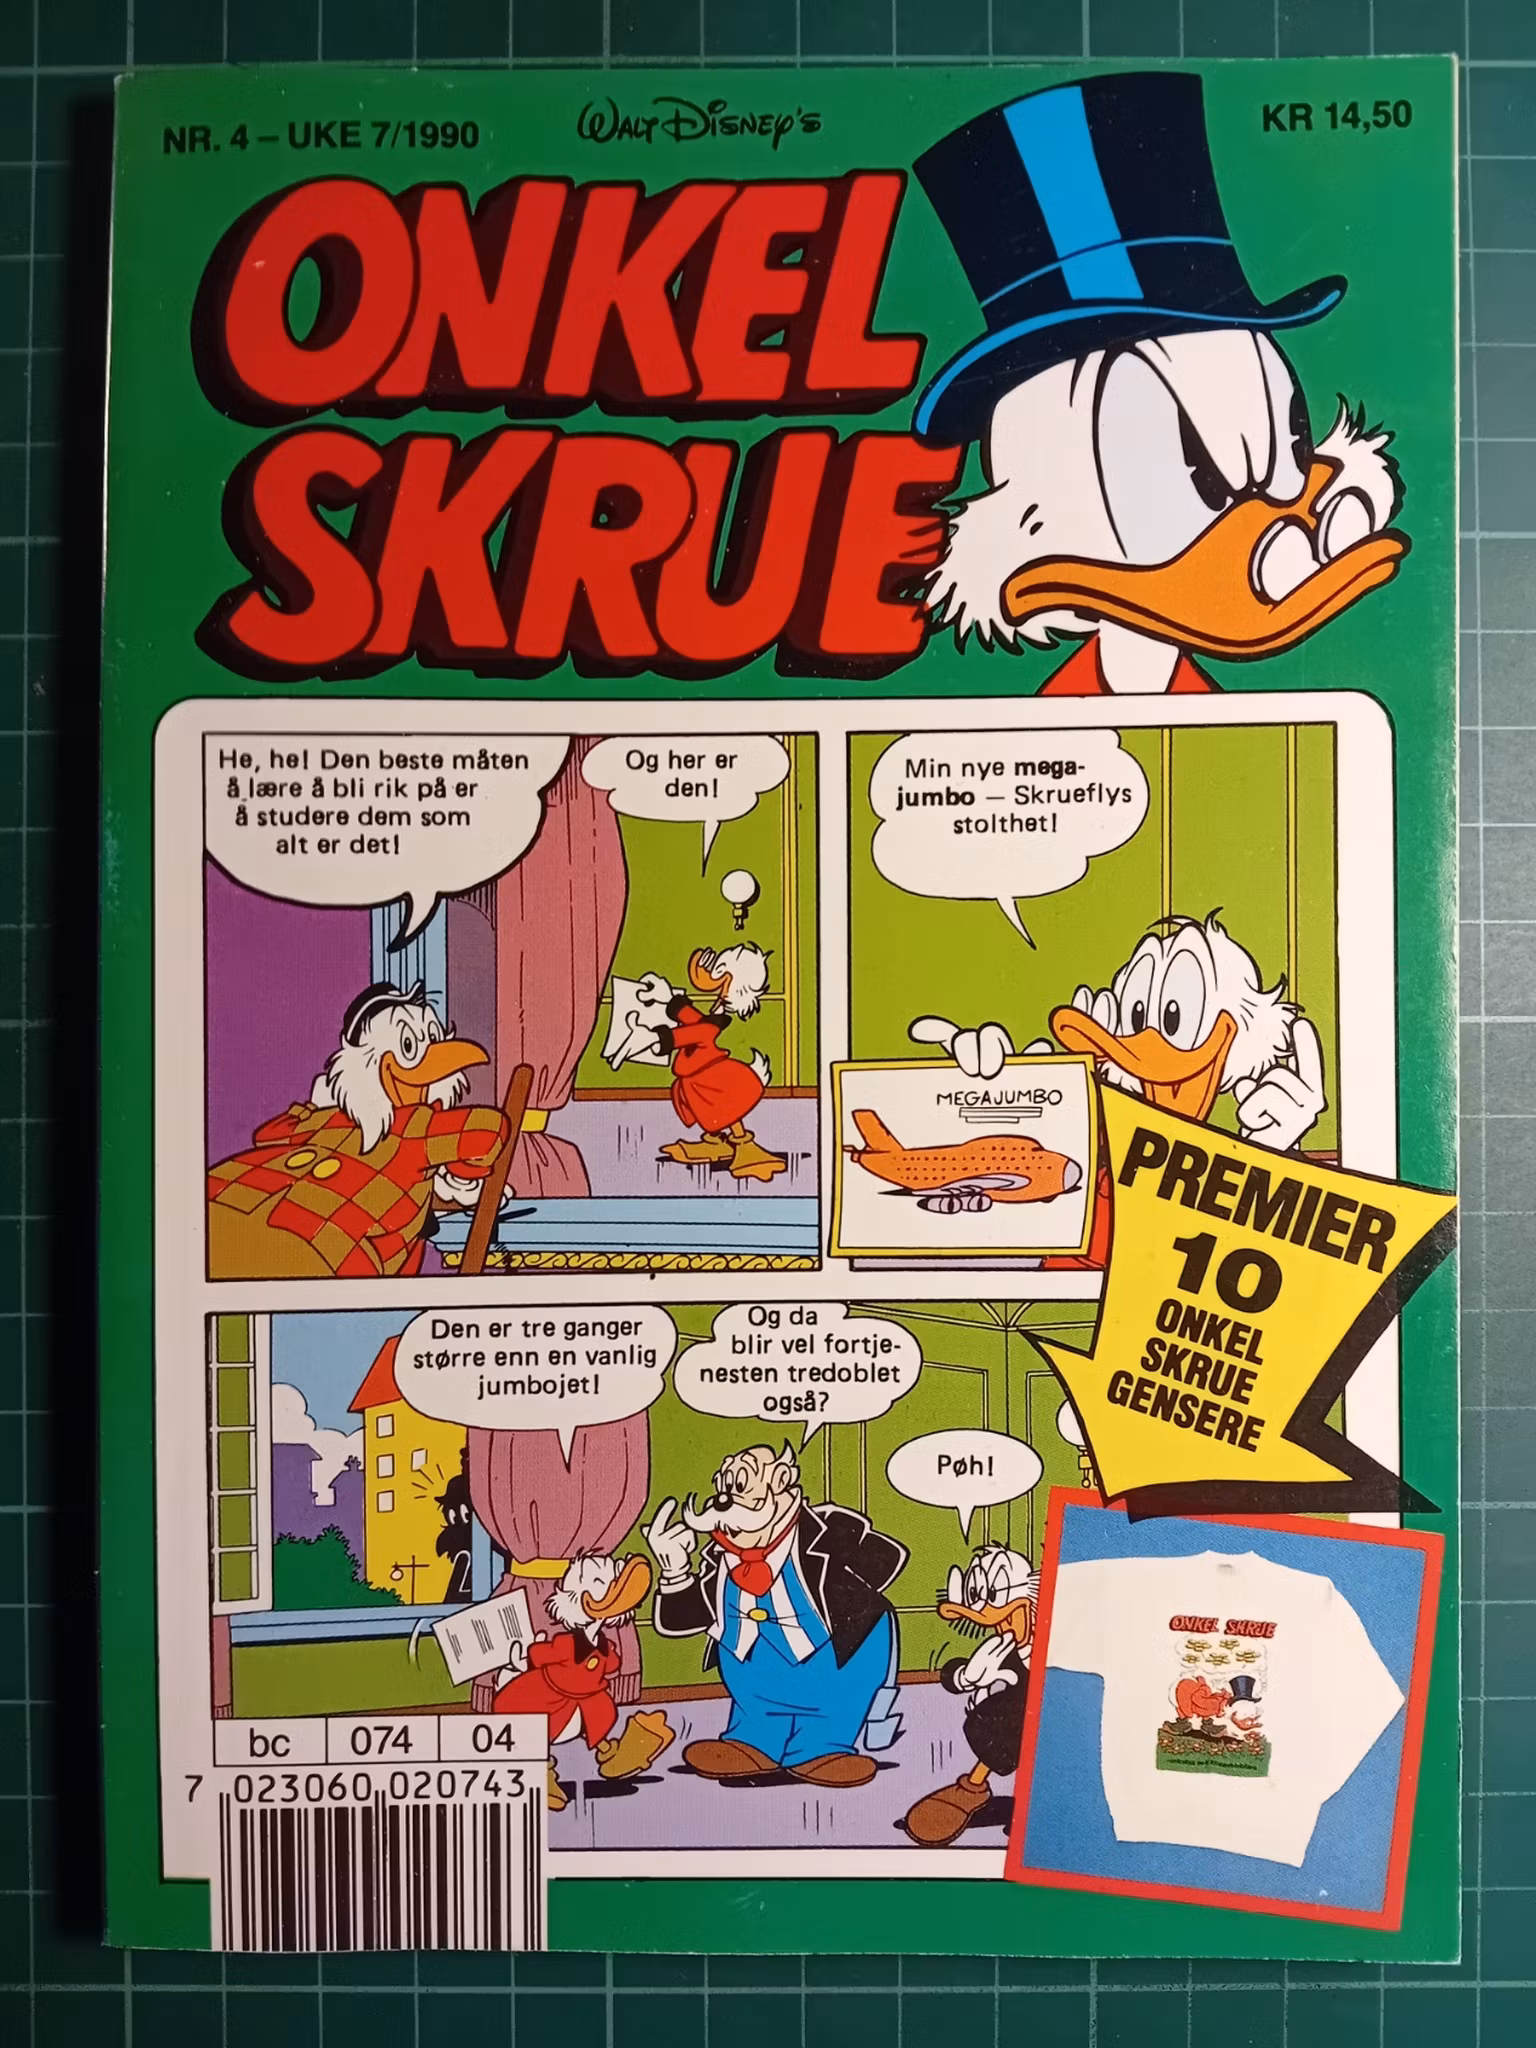 NR. 4 – UKE 7/1990
WALT DISNEY'S
KR 14,50
ONKEL
SKRUE
He, he! Den beste måten
å lære å bli rik på er
å studere dem som
alt er det!
Og her er
den!
Min nye mega-
jumbo — Skrueflys
stolthet!
MEGAJUMBO
PREMIER
10
ONKEL
SKRUE
GENSERE
Den er tre ganger
større enn en vanlig
jumbojet!
Og da
blir vel fortje-
nesten tredoblet
også?
Pøh!
ONKEL SKRUE
bc 074 04
7 023060 020743